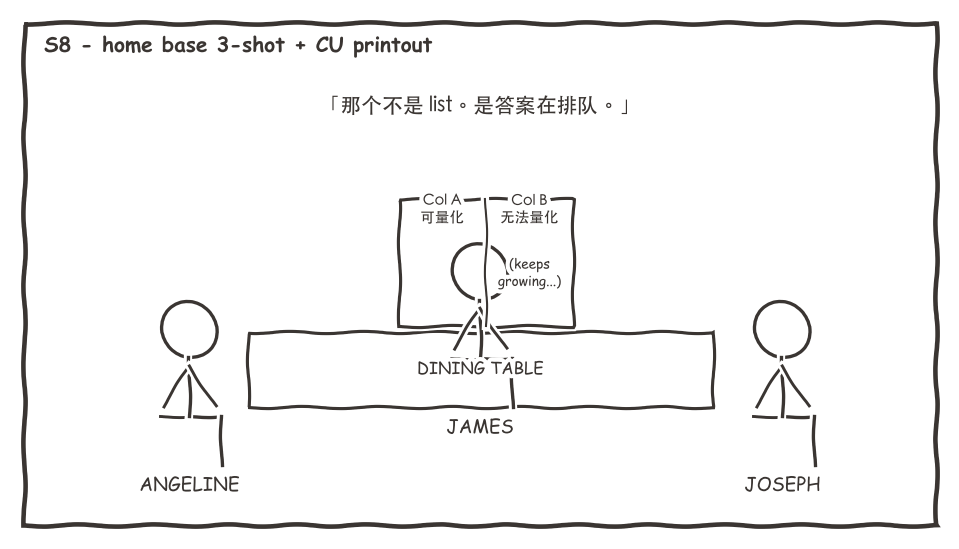 S8 - home base 3-shot + CU printout
「那个不是 list。是答案在排队。」
Col A
可量化
Col B
无法量化
(keeps
growing...)
DINING TABLE
JAMES
ANGELINE
JOSEPH